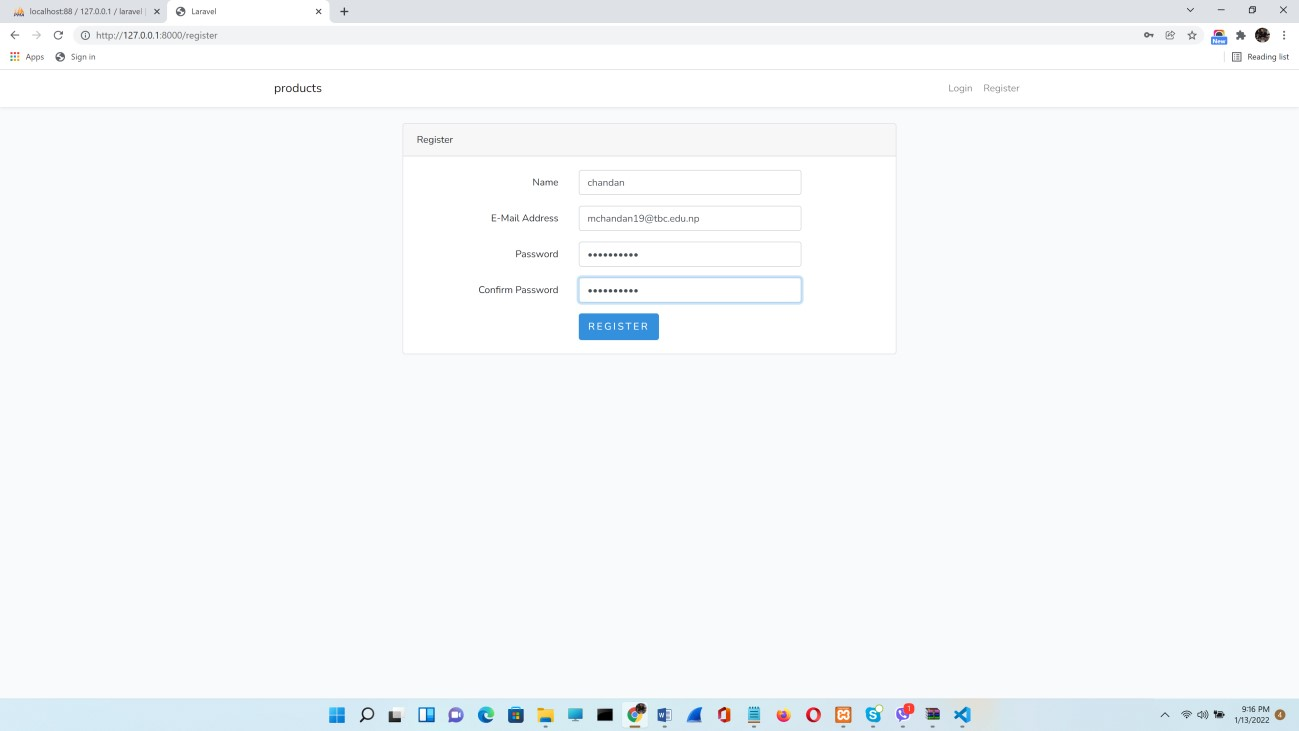 localhost:88 / 127.0.0.1 / laravel |
Laravel
http://127.0.0.1:8000/register
New
Apps
Sign in
Reading list
products
Login
Register
Register
Name
chandan
E-Mail Address
mchandan19@tbc.edu.np
Password
••••••••••
Confirm Password
••••••••••
REGISTER
1
9:16 PM
1/13/2022
4